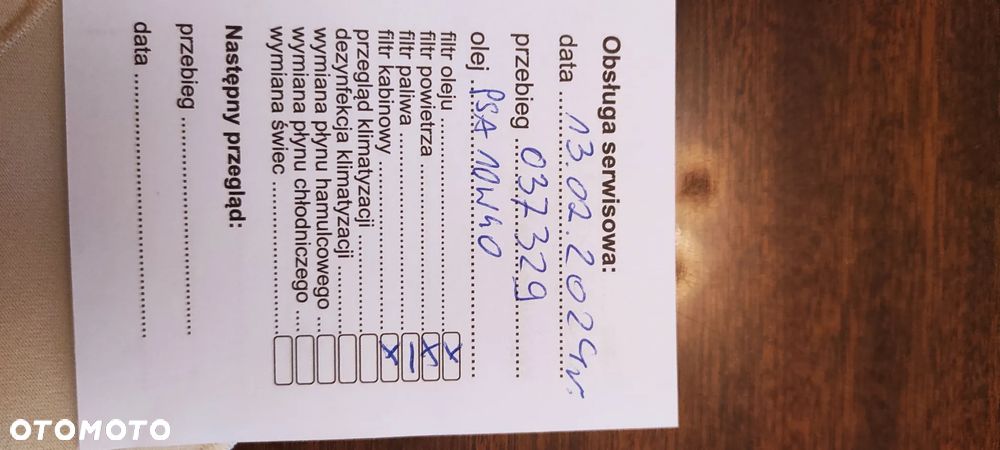 Obsługa serwisowa:
data 13.02.2024r.
przebieg 037329
olej PSA 10W40
filtr oleju x
filtr powietrza x
filtr paliwa –
filtr kabinowy x
przegląd klimatyzacji
dezynfekcja klimatyzacji
wymiana płynu hamulcowego
wymiana płynu chłodniczego
wymiana świec
Następny przegląd:
przebieg
data
OTOMOTO